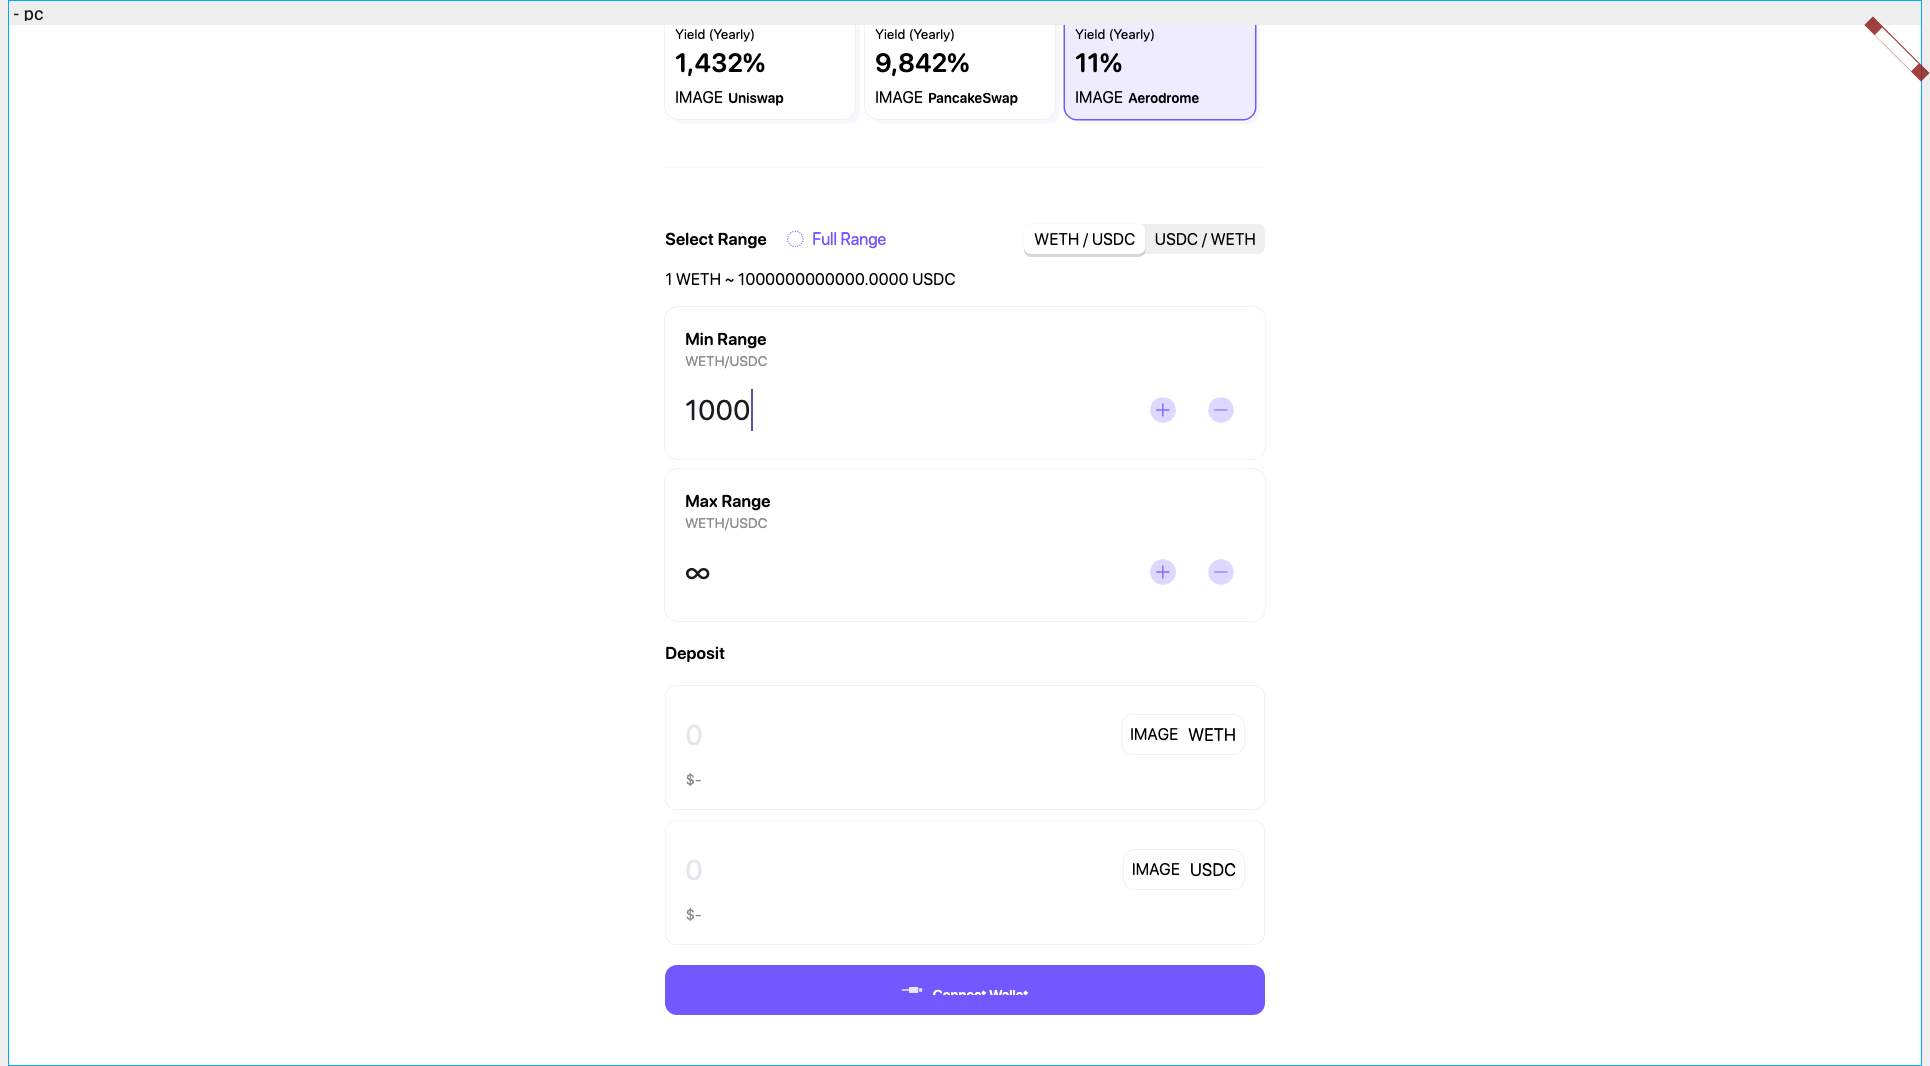 - pc
Yield (Yearly) Yield (Yearly) Yield (Yearly)
1,432% 9,842% 11%
IMAGE Uniswap IMAGE PancakeSwap IMAGE Aerodrome
Select Range Full Range WETH / USDC USDC / WETH
1 WETH ~ 1000000000000.0000 USDC
Min Range
WETH/USDC
1000
Max Range
WETH/USDC
∞
Deposit
0 IMAGE WETH
$-
0 IMAGE USDC
$-
Connect Wallet